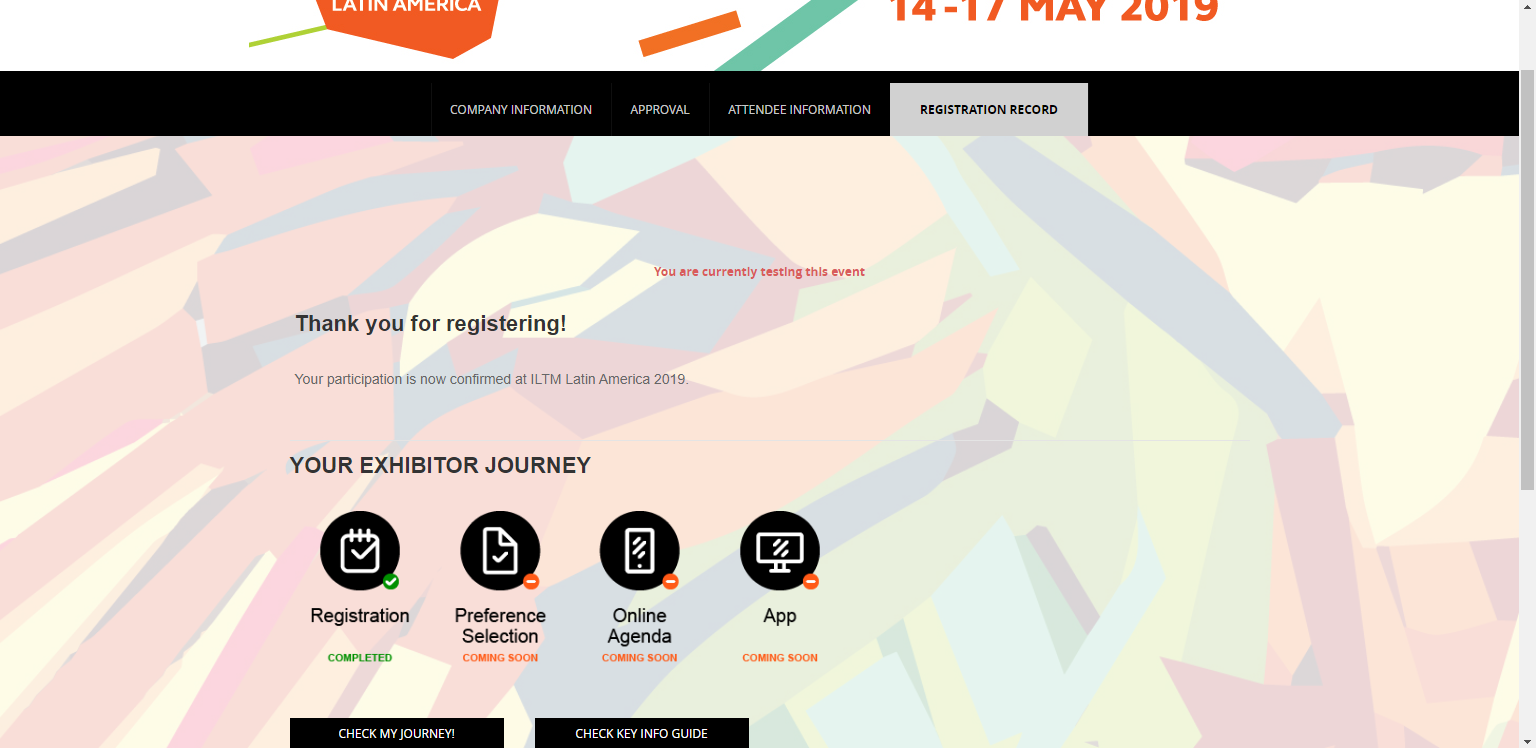 LATIN AMERICA
14 -17 MAY 2019
COMPANY INFORMATION
APPROVAL
ATTENDEE INFORMATION
REGISTRATION RECORD
You are currently testing this event
Thank you for registering!
Your participation is now confirmed at ILTM Latin America 2019.
YOUR EXHIBITOR JOURNEY
Registration
COMPLETED
Preference
Selection
COMING SOON
Online
Agenda
COMING SOON
App
COMING SOON
CHECK MY JOURNEY!
CHECK KEY INFO GUIDE